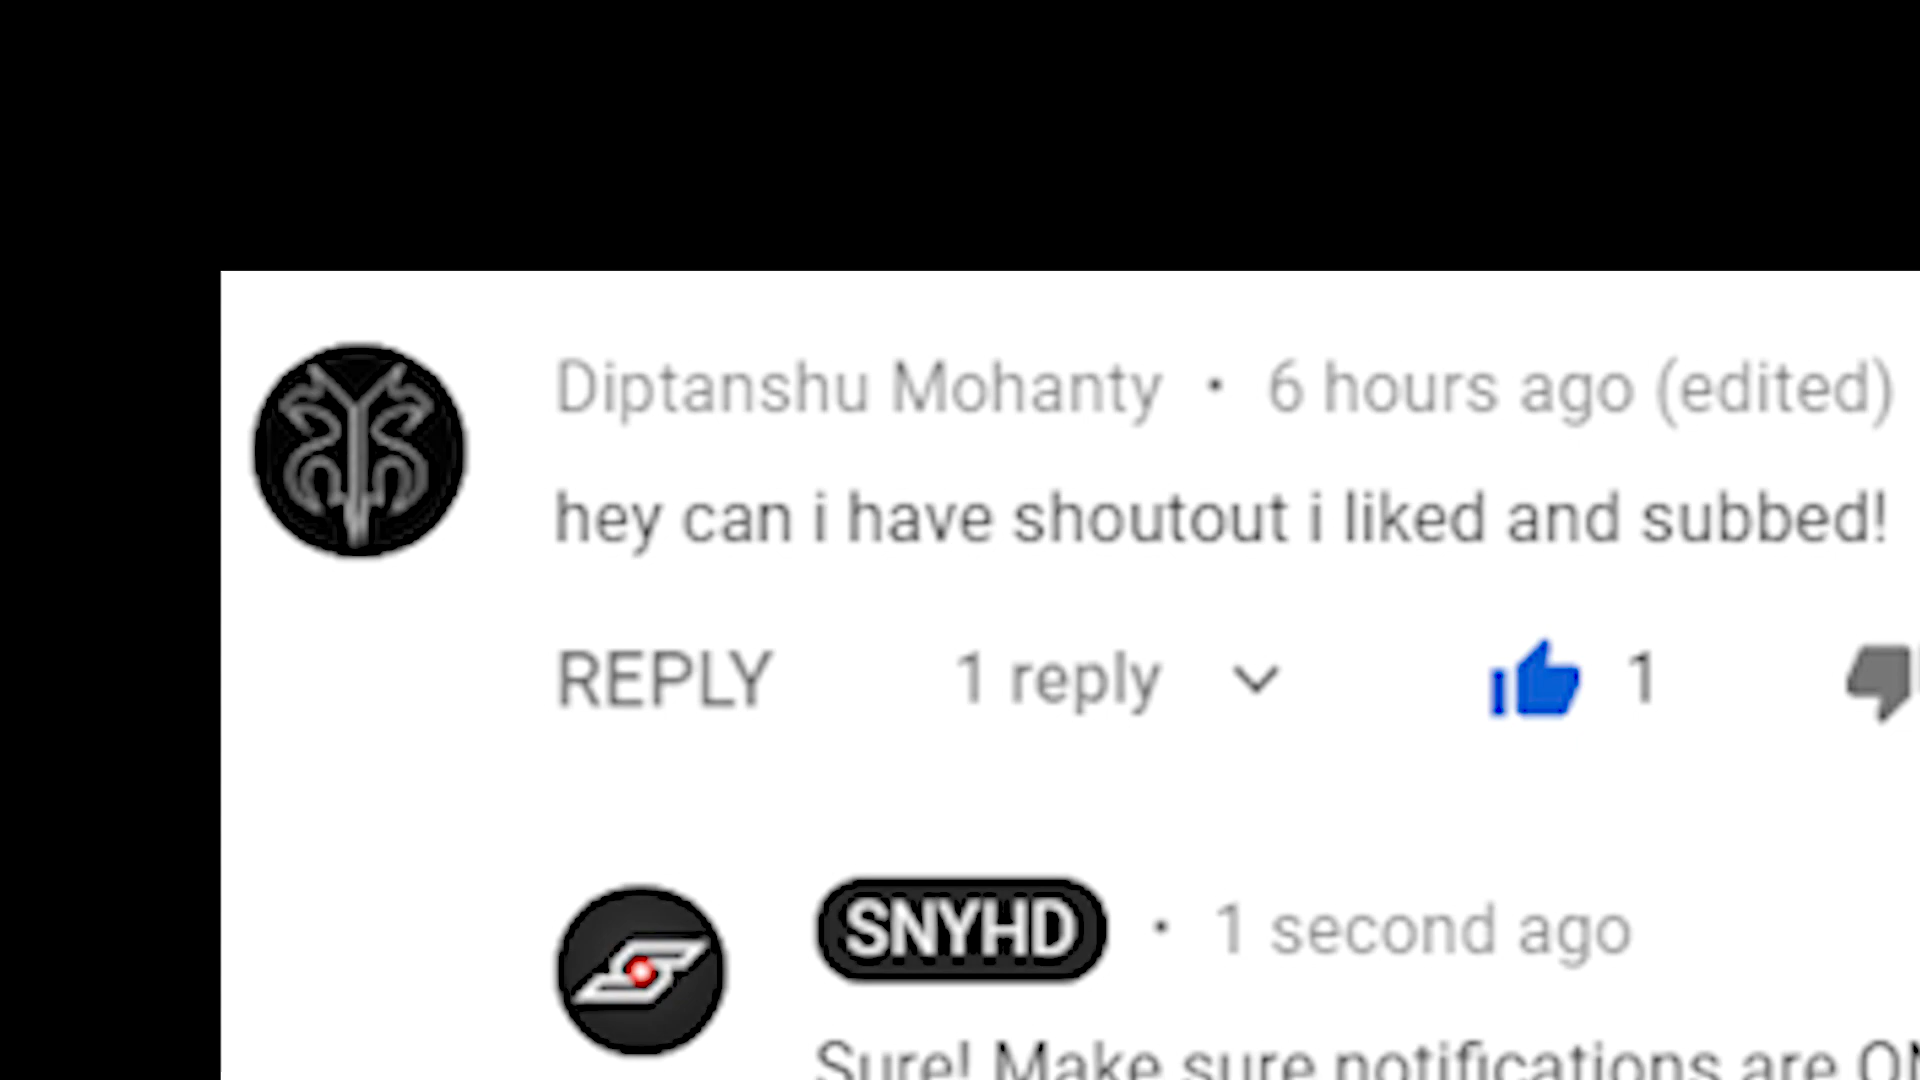 Diptanshu Mohanty • 6 hours ago (edited)
hey can i have shoutout i liked and subbed!
REPLY 1 reply 1
SNYHD • 1 second ago
Sure! Make sure notifications are